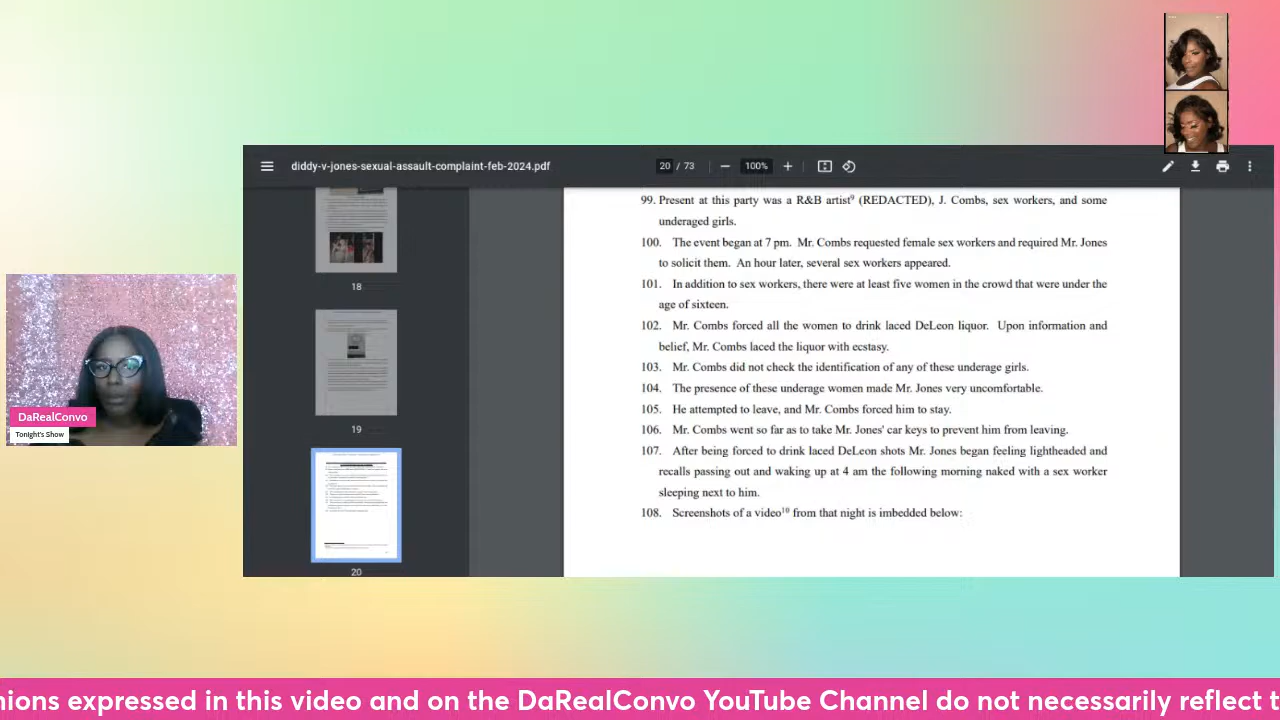 diddy-v-jones-sexual-assault-complaint-feb-2024.pdf
20 / 73
100%
99. Present at this party was a R&B artist9 (REDACTED), J. Combs, sex workers, and some
underaged girls.
100. The event began at 7 pm. Mr. Combs requested female sex workers and required Mr. Jones
to solicit them. An hour later, several sex workers appeared.
101. In addition to sex workers, there were at least five women in the crowd that were under the
age of sixteen.
102. Mr. Combs forced all the women to drink laced DeLeon liquor. Upon information and
belief, Mr. Combs laced the liquor with ecstasy.
103. Mr. Combs did not check the identification of any of these underage girls.
104. The presence of these underage women made Mr. Jones very uncomfortable.
105. He attempted to leave, and Mr. Combs forced him to stay.
106. Mr. Combs went so far as to take Mr. Jones' car keys to prevent him from leaving.
107. After being forced to drink laced DeLeon shots Mr. Jones began feeling lightheaded and
recalls passing out and waking up at 4 am the following morning naked with a sex worker
sleeping next to him.
108. Screenshots of a video10 from that night is imbedded below:
18
19
20
DaRealConvo
Tonight's Show
nions expressed in this video and on the DaRealConvo YouTube Channel do not necessarily reflect t